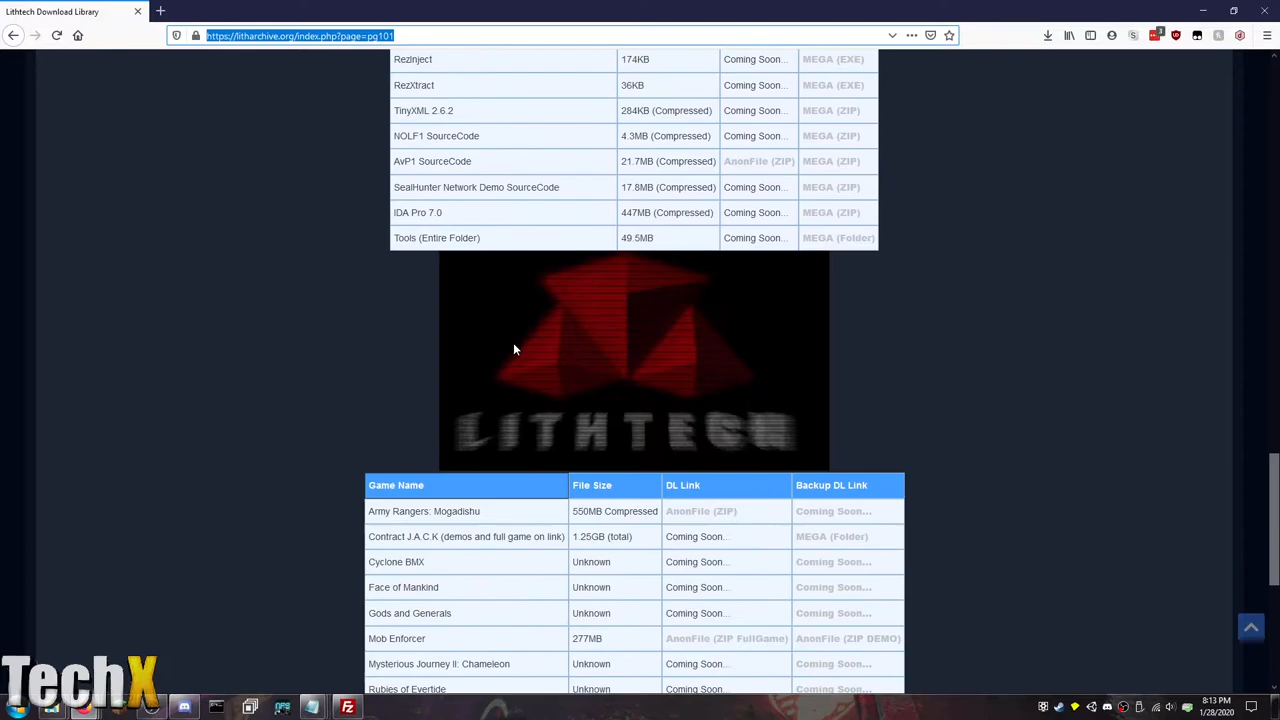 Lithtech Download Library
https://litharchive.org/index.php?page=pg101
RezInject 174KB Coming Soon... MEGA (EXE)
RezXtract 36KB Coming Soon... MEGA (EXE)
TinyXML 2.6.2 284KB (Compressed) Coming Soon... MEGA (ZIP)
NOLF1 SourceCode 4.3MB (Compressed) Coming Soon... MEGA (ZIP)
AvP1 SourceCode 21.7MB (Compressed) AnonFile (ZIP) MEGA (ZIP)
SealHunter Network Demo SourceCode 17.8MB (Compressed) Coming Soon... MEGA (ZIP)
IDA Pro 7.0 447MB (Compressed) Coming Soon... MEGA (ZIP)
Tools (Entire Folder) 49.5MB Coming Soon... MEGA (Folder)
LITHTECH
Game Name File Size DL Link Backup DL Link
Army Rangers: Mogadishu 550MB Compressed AnonFile (ZIP) Coming Soon...
Contract J.A.C.K (demos and full game on link) 1.25GB (total) Coming Soon... MEGA (Folder)
Cyclone BMX Unknown Coming Soon... Coming Soon...
Face of Mankind Unknown Coming Soon... Coming Soon...
Gods and Generals Unknown Coming Soon... Coming Soon...
Mob Enforcer 277MB AnonFile (ZIP FullGame) AnonFile (ZIP DEMO)
Mysterious Journey II: Chameleon Unknown Coming Soon... Coming Soon...
Rubies of Evertide Unknown Coming Soon... Coming Soon...
TechX
8:13 PM
1/28/2020